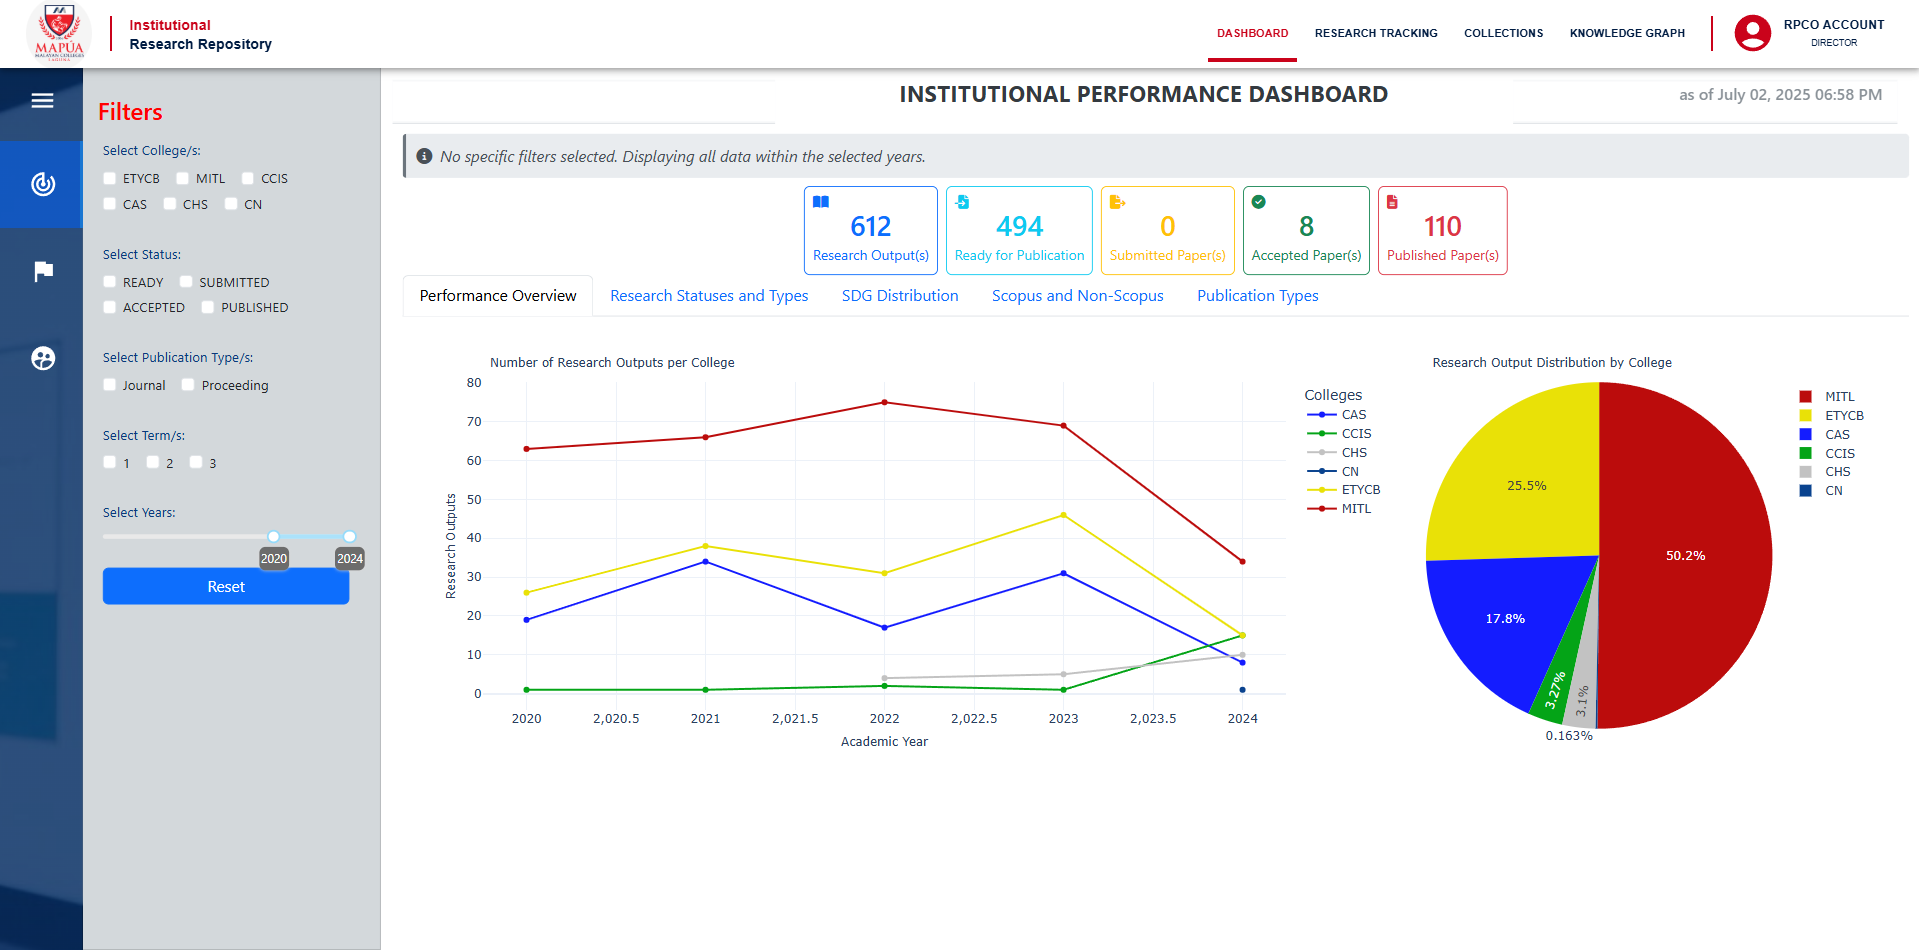 MAPÚA
MALAYAN COLLEGES
LAGUNA
Institutional
Research Repository
DASHBOARD
RESEARCH TRACKING
COLLECTIONS
KNOWLEDGE GRAPH
RPCO ACCOUNT
DIRECTOR
Filters
Select College/s:
ETYCB MITL CCIS
CAS CHS CN
Select Status:
READY SUBMITTED
ACCEPTED PUBLISHED
Select Publication Type/s:
Journal Proceeding
Select Term/s:
1 2 3
Select Years:
2020 2024
Reset
INSTITUTIONAL PERFORMANCE DASHBOARD
as of July 02, 2025 06:58 PM
No specific filters selected. Displaying all data within the selected years.
612
Research Output(s)
494
Ready for Publication
0
Submitted Paper(s)
8
Accepted Paper(s)
110
Published Paper(s)
Performance Overview
Research Statuses and Types
SDG Distribution
Scopus and Non-Scopus
Publication Types
Number of Research Outputs per College
80
70
60
50
40
30
20
10
0
Research Outputs
2020 2,020.5 2021 2,021.5 2022 2,022.5 2023 2,023.5 2024
Academic Year
Colleges
CAS
CCIS
CHS
CN
ETYCB
MITL
Research Output Distribution by College
25.5%
50.2%
17.8%
3.27%
3.1%
0.163%
MITL
ETYCB
CAS
CCIS
CHS
CN